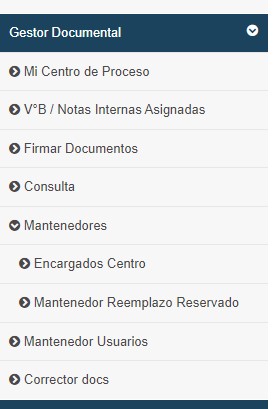 Gestor Documental
Mi Centro de Proceso
V°B / Notas Internas Asignadas
Firmar Documentos
Consulta
Mantenedores
Encargados Centro
Mantenedor Reemplazo Reservado
Mantenedor Usuarios
Corrector docs